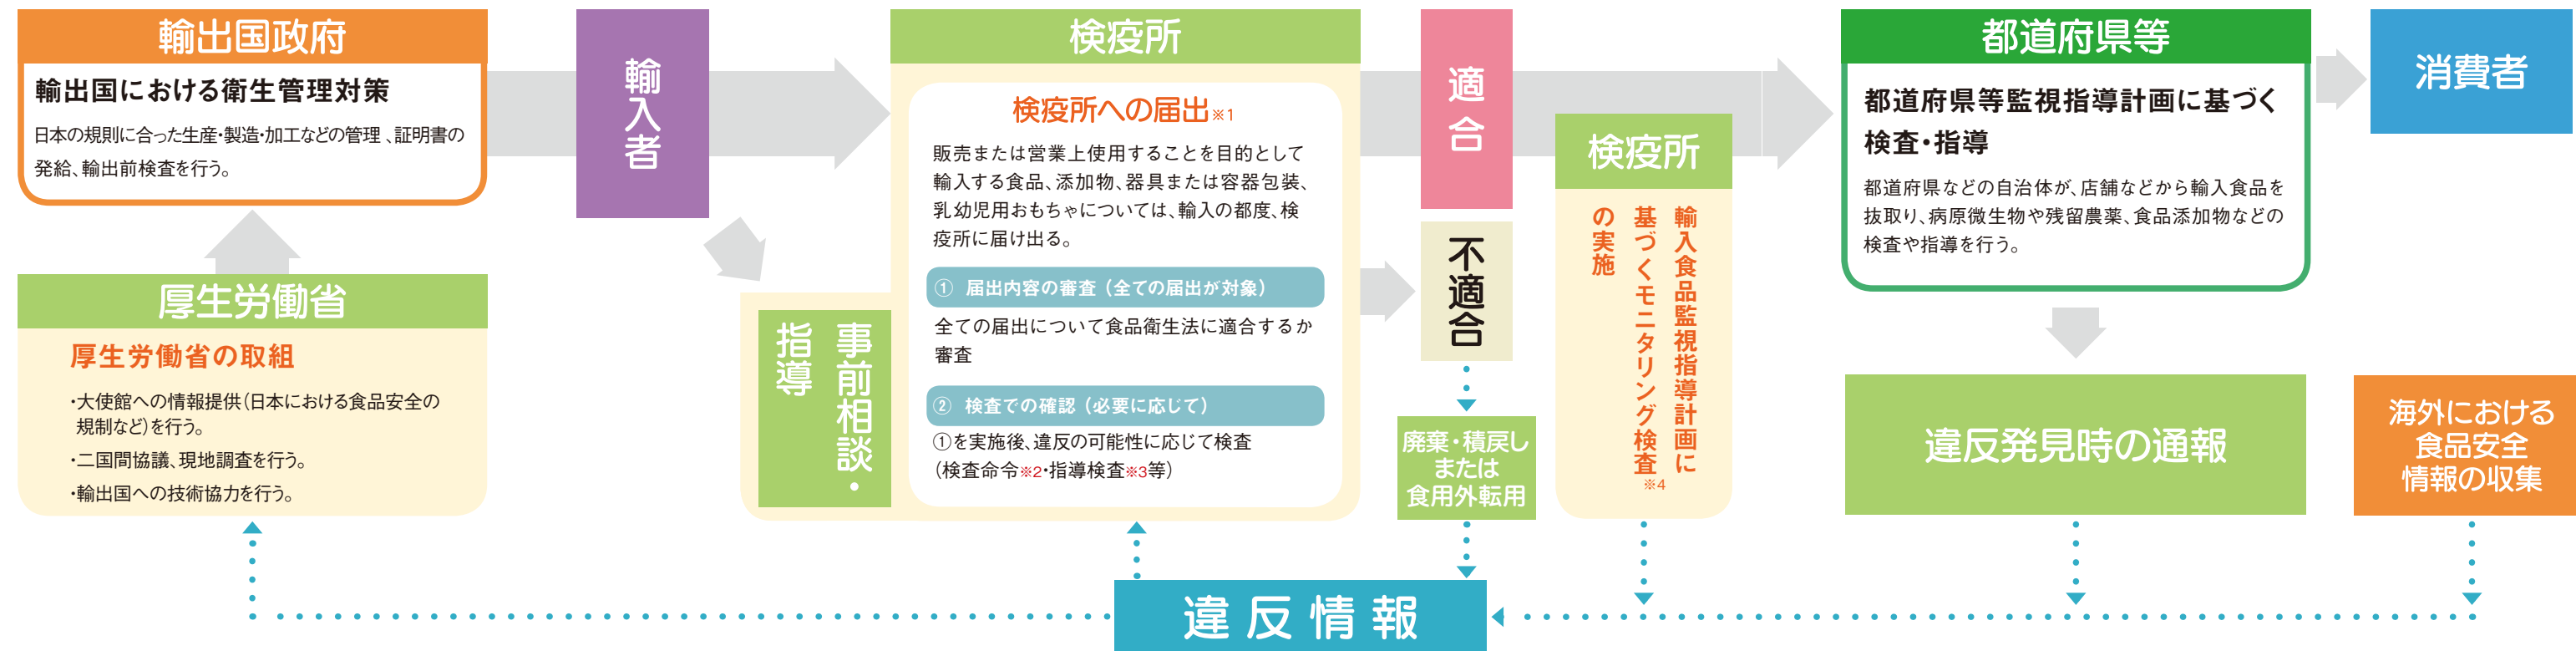 輸出国政府
輸出国における衛生管理対策
日本の規則に合った生産・製造・加工などの管理、証明書の
発給、輸出前検査を行う。
厚生労働省
厚生労働省の取組
・大使館への情報提供（日本における食品安全の
規制など）を行う。
・二国間協議、現地調査を行う。
・輸出国への技術協力を行う。
輸入者
事前相談・
指導
検疫所
検疫所への届出※1
販売または営業上使用することを目的として
輸入する食品、添加物、器具または容器包装、
乳幼児用おもちゃについては、輸入の都度、検
疫所に届け出る。
① 届出内容の審査（全ての届出が対象）
全ての届出について食品衛生法に適合するか
審査
② 検査での確認（必要に応じて）
①を実施後、違反の可能性に応じて検査
（検査命令※2・指導検査※3等）
適合
不適合
廃棄・積戻し
または
食用外転用
検疫所
輸入食品監視指導計画に
基づくモニタリング検査※4
の実施
都道府県等
都道府県等監視指導計画に基づく
検査・指導
都道府県などの自治体が、店舗などから輸入食品を
抜取り、病原微生物や残留農薬、食品添加物などの
検査や指導を行う。
違反発見時の通報
消費者
海外における
食品安全
情報の収集
違反情報